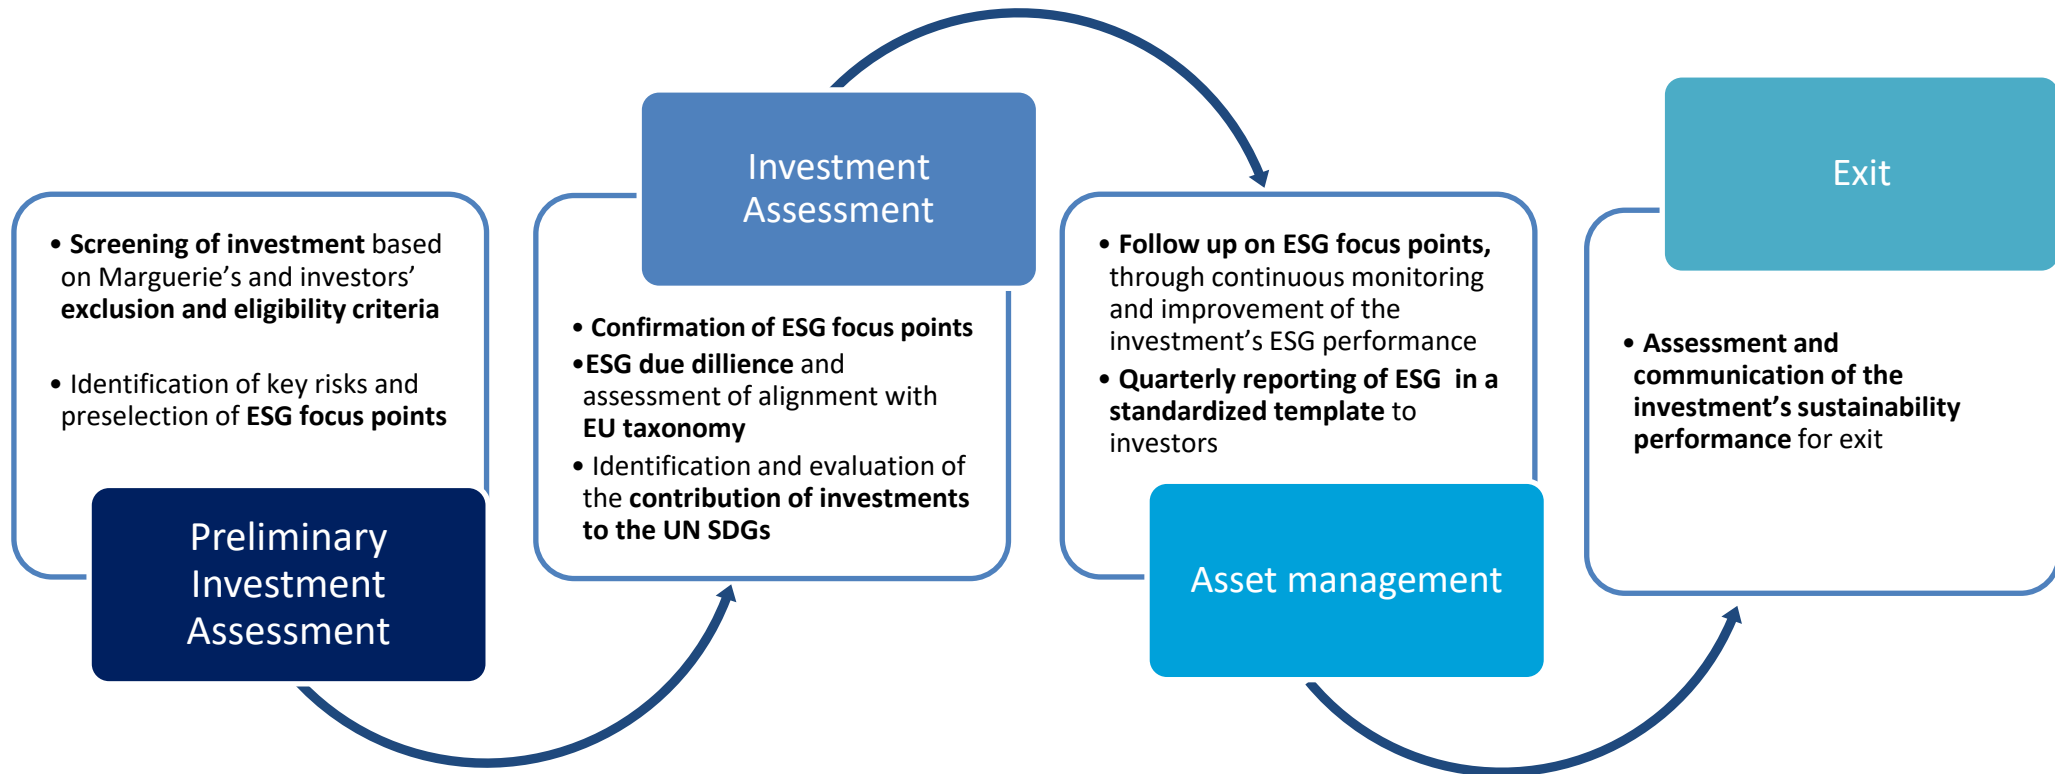 • Screening of investment based
on Marguerie’s and investors’
exclusion and eligibility criteria
• Identification of key risks and
preselection of ESG focus points
Preliminary
Investment
Assessment
Investment
Assessment
• Confirmation of ESG focus points
•ESG due dillience and
assessment of alignment with
EU taxonomy
• Identification and evaluation of
the contribution of investments
to the UN SDGs
• Follow up on ESG focus points,
through continuous monitoring
and improvement of the
investment’s ESG performance
• Quarterly reporting of ESG  in a
standardized template to
investors
Asset management
Exit
• Assessment and
communication of the
investment’s sustainability
performance for exit